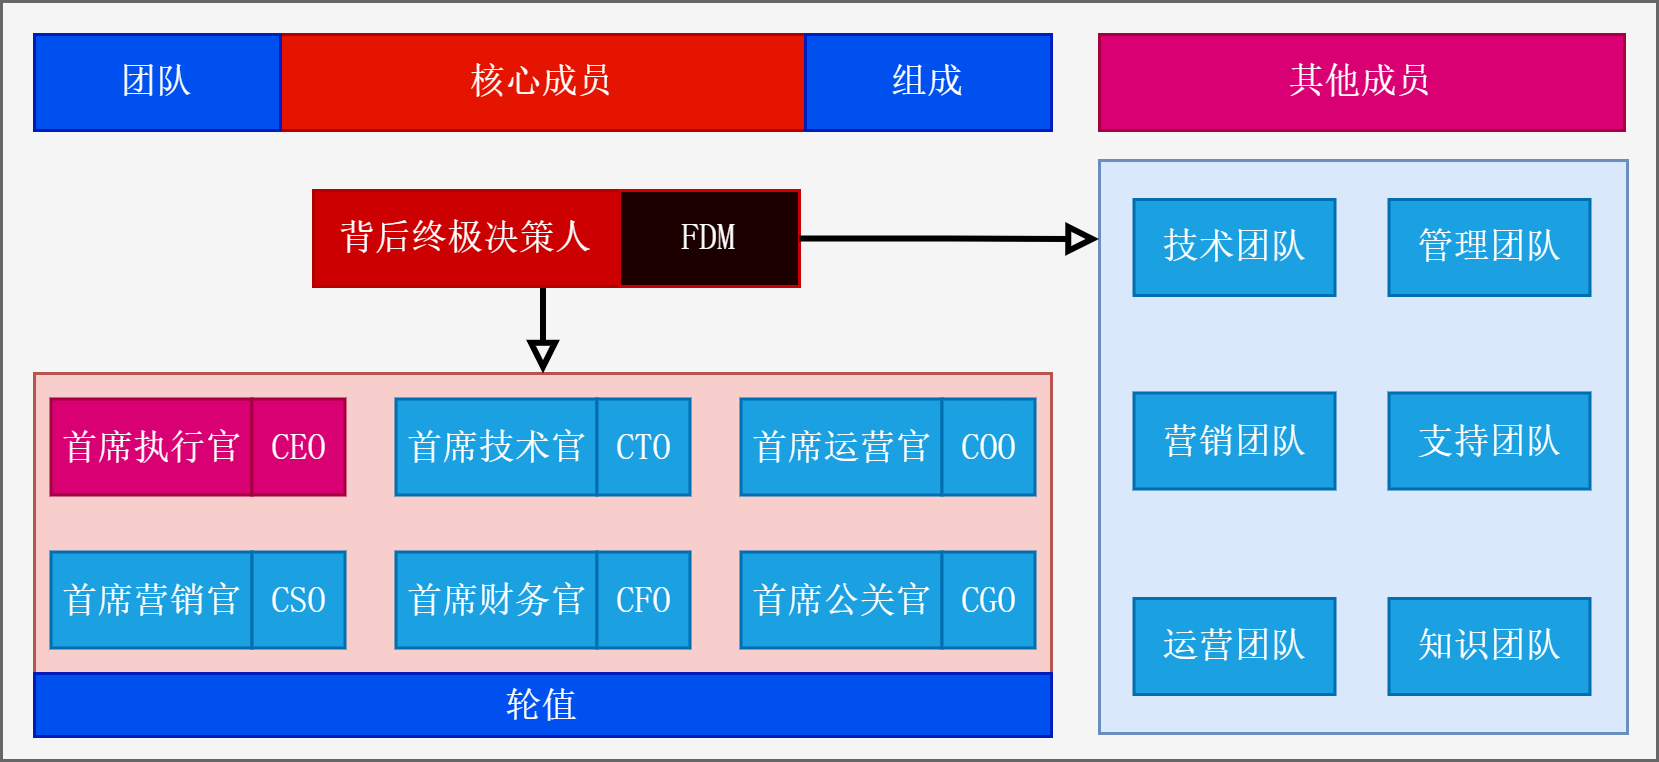 团队 核心成员 组成
其他成员
背后终极决策人 FDM
首席执行官 CEO
首席技术官 CTO
首席运营官 COO
首席营销官 CSO
首席财务官 CFO
首席公关官 CGO
轮值
技术团队
管理团队
营销团队
支持团队
运营团队
知识团队